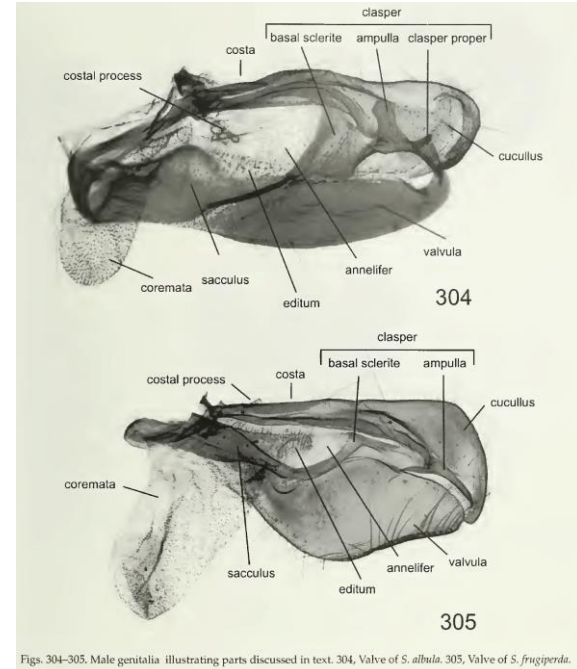 clasper
basal sclerite ampulla clasper proper
costa
costal process
cucullus
valvula
annelifer
sacculus
editum
coremata
304
clasper
basal sclerite ampulla
costa
costal process
cucullus
coremata
valvula
annelifer
sacculus
editum
305
Figs. 304–305. Male genitalia illustrating parts discussed in text. 304, Valve of S. albula. 305, Valve of S. frugiperda.